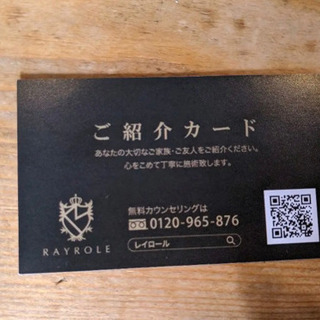 ご紹介カード
あなたの大切なご家族・ご友人をご紹介ください。
心をこめて丁寧に施術致します。
無料カウンセリングは
0120-965-876
レイロール
RAYROLE